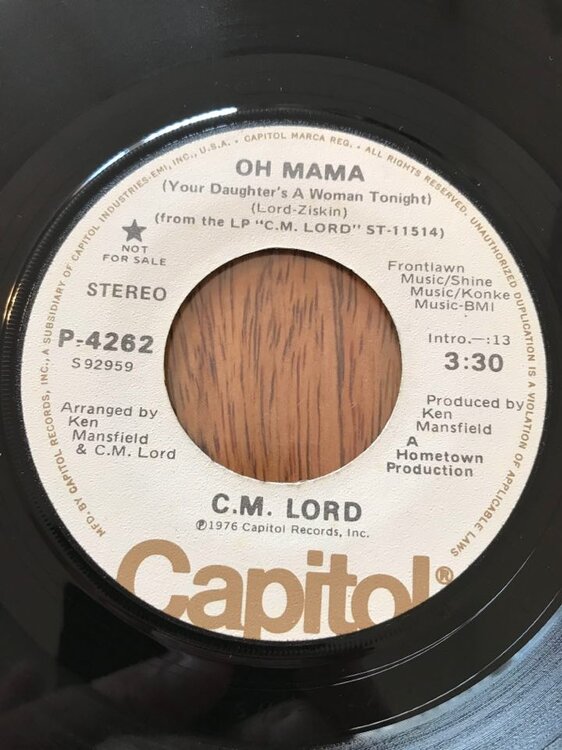 MFD. BY CAPITOL RECORDS, INC., A SUBSIDIARY OF CAPITOL INDUSTRIES-EMI, INC., U.S.A. • CAPITOL MARCA REG. • ALL RIGHTS RESERVED. UNAUTHORIZED DUPLICATION IS A VIOLATION OF APPLICABLE LAWS
OH MAMA
(Your Daughter's A Woman Tonight)
(Lord-Ziskin)
(from the LP "C.M. LORD" ST-11514)
NOT
FOR SALE
STEREO
P-4262
S92959
Arranged by
Ken
Mansfield
& C.M. Lord
Frontlawn
Music/Shine
Music/Konke
Music-BMI
Intro.—:13
3:30
Produced by
Ken
Mansfield
A
Hometown
Production
C.M. LORD
℗1976 Capitol Records, Inc.
Capitol®